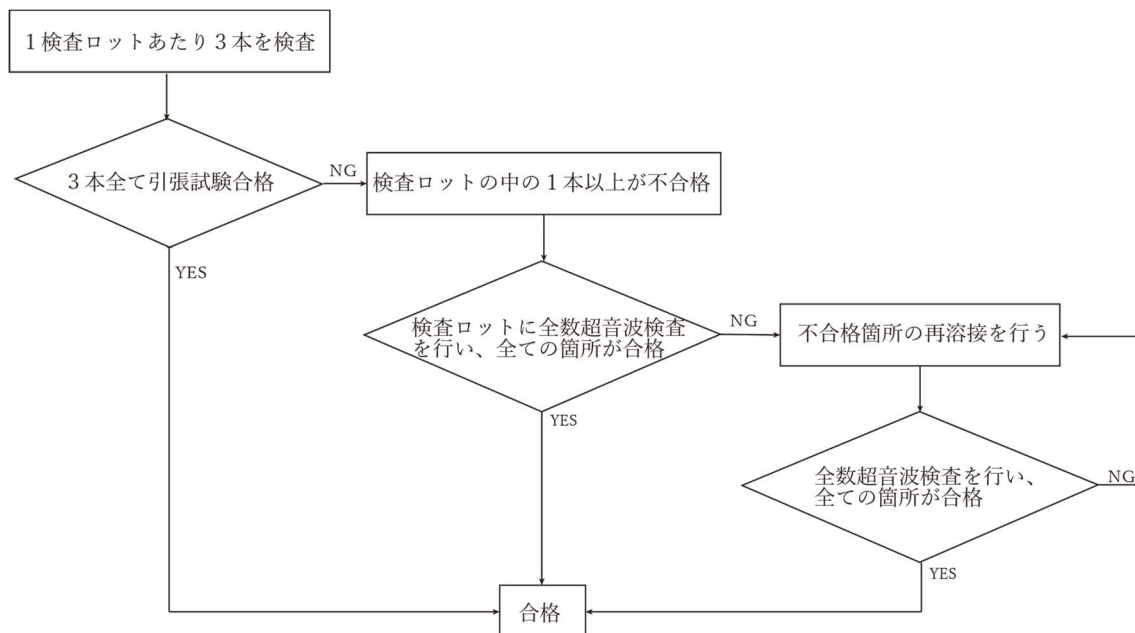 １検査ロットあたり３本を検査
３本全て引張試験合格
NG
検査ロットの中の１本以上が不合格
YES
検査ロットに全数超音波検査
を行い、全ての箇所が合格
NG
不合格箇所の再溶接を行う
YES
全数超音波検査を行い、
全ての箇所が合格
NG
YES
合格